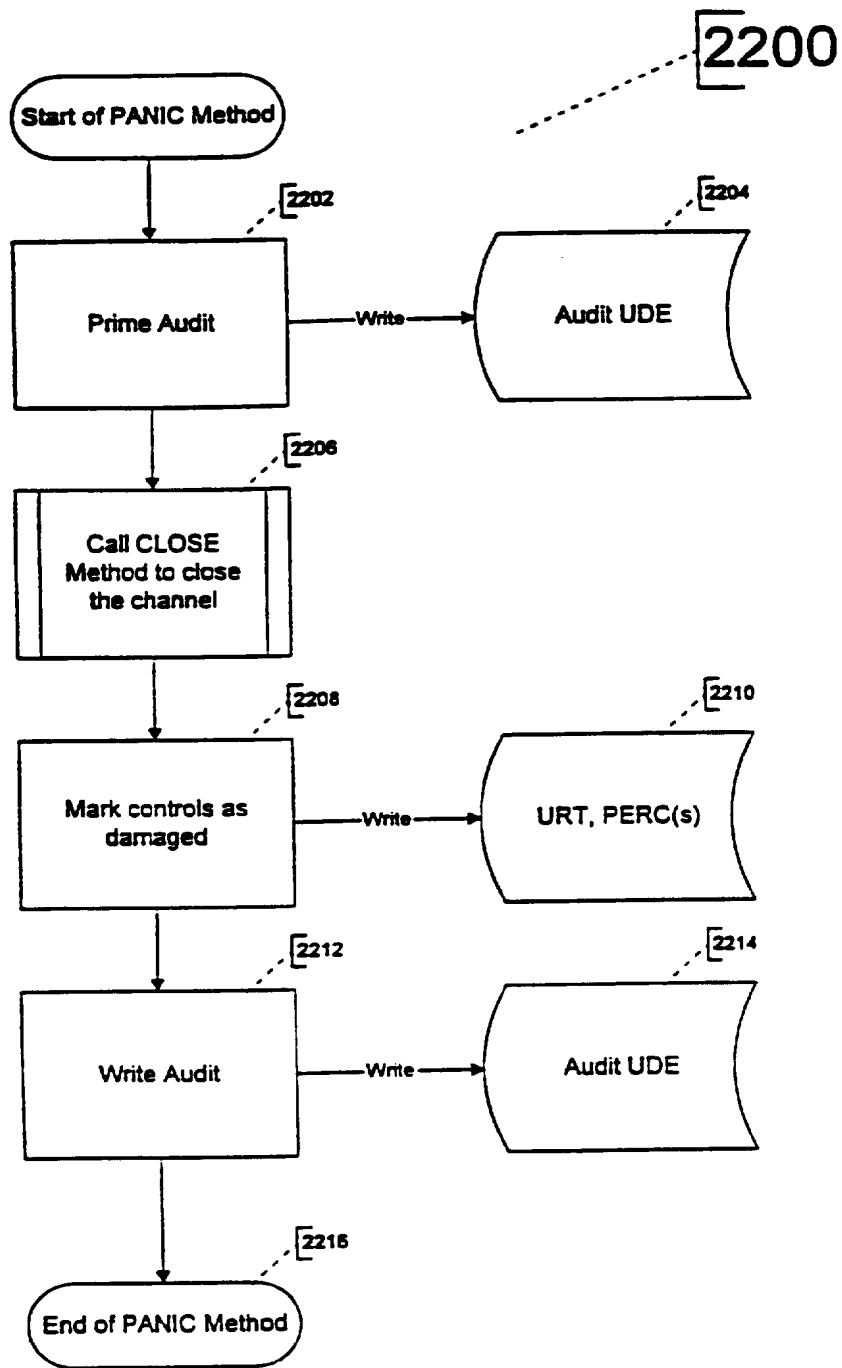 2200
Start of PANIC Method
2202
2204
Prime Audit
Write
Audit UDE
2206
Call CLOSE
Method to close
the channel
2208
2210
Mark controls as
damaged
Write
URT, PERC(s)
2212
2214
Write Audit
Write
Audit UDE
2216
End of PANIC Method